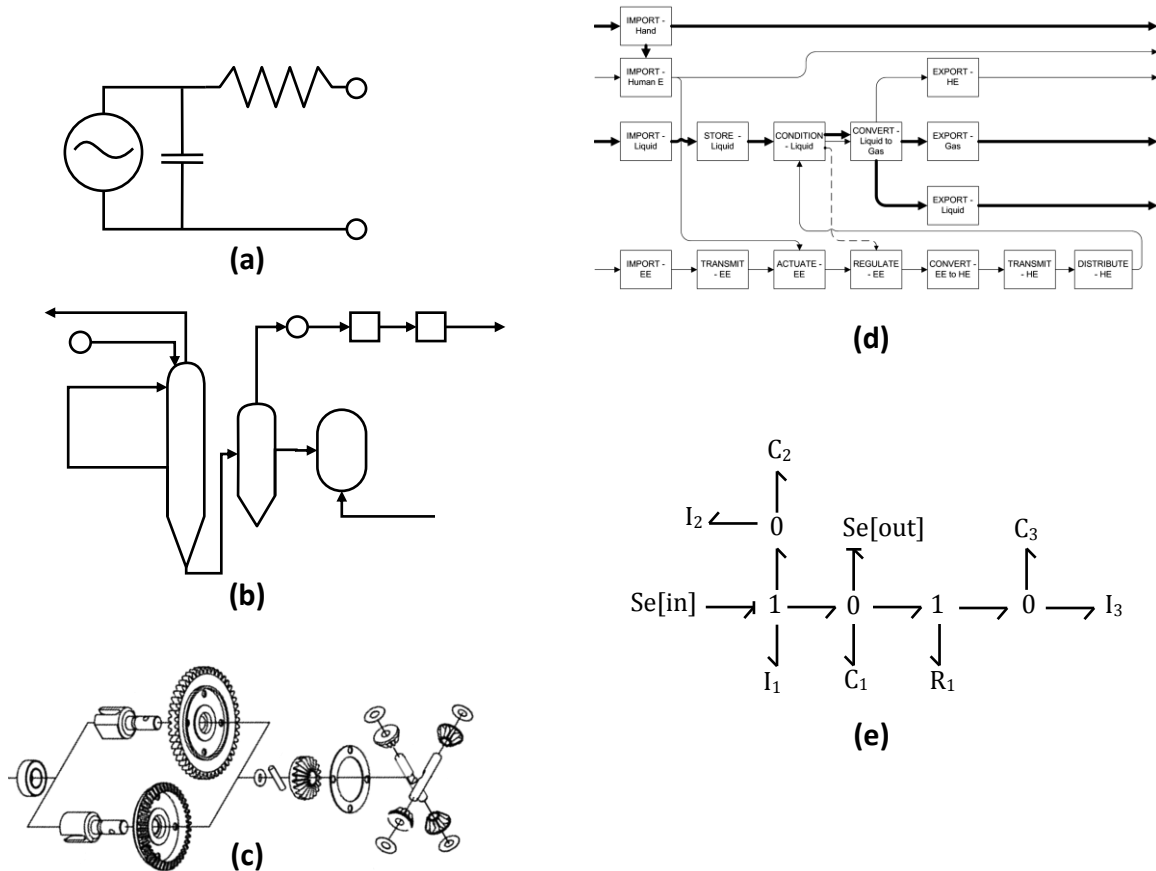 (a)
(b)
(c)
IMPORT -
Hand
IMPORT -
Human E
EXPORT -
HE
IMPORT -
Liquid
STORE -
Liquid
CONDITION
- Liquid
CONVERT -
Liquid to
Gas
EXPORT -
Gas
EXPORT -
Liquid
IMPORT -
EE
TRANSMIT
- EE
ACTUATE -
EE
REGULATE -
EE
CONVERT -
EE to HE
TRANSMIT
- HE
DISTRIBUTE
- HE
(d)
C2
I2
0
Se[out]
C3
Se[in]
1
0
1
0
I3
I1
C1
R1
(e)